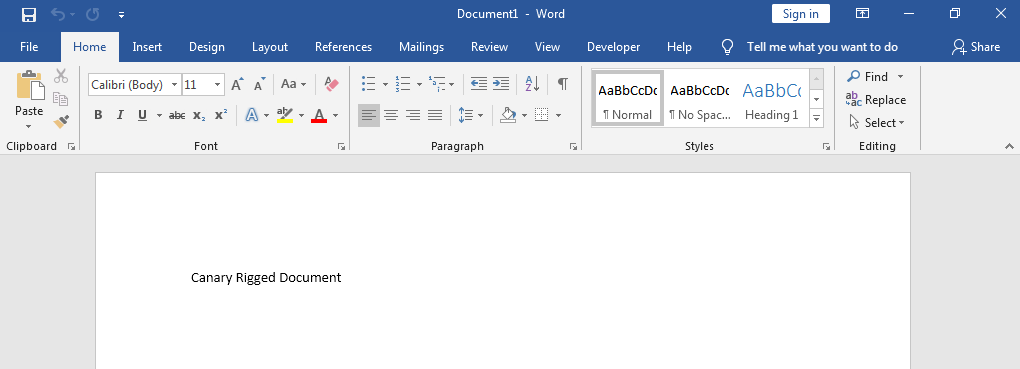 Document1 - Word
Sign in
File Home Insert Design Layout References Mailings Review View Developer Help Tell me what you want to do Share
Calibri (Body) 11 Aa AaBbCcDc AaBbCcDc AaBbCc Find
Paste B I U abc x₂ x² A ab A A Z ¶ ¶ Normal ¶ No Spac... Heading 1 Replace
Select
Clipboard Font Paragraph Styles Editing
Canary Rigged Document